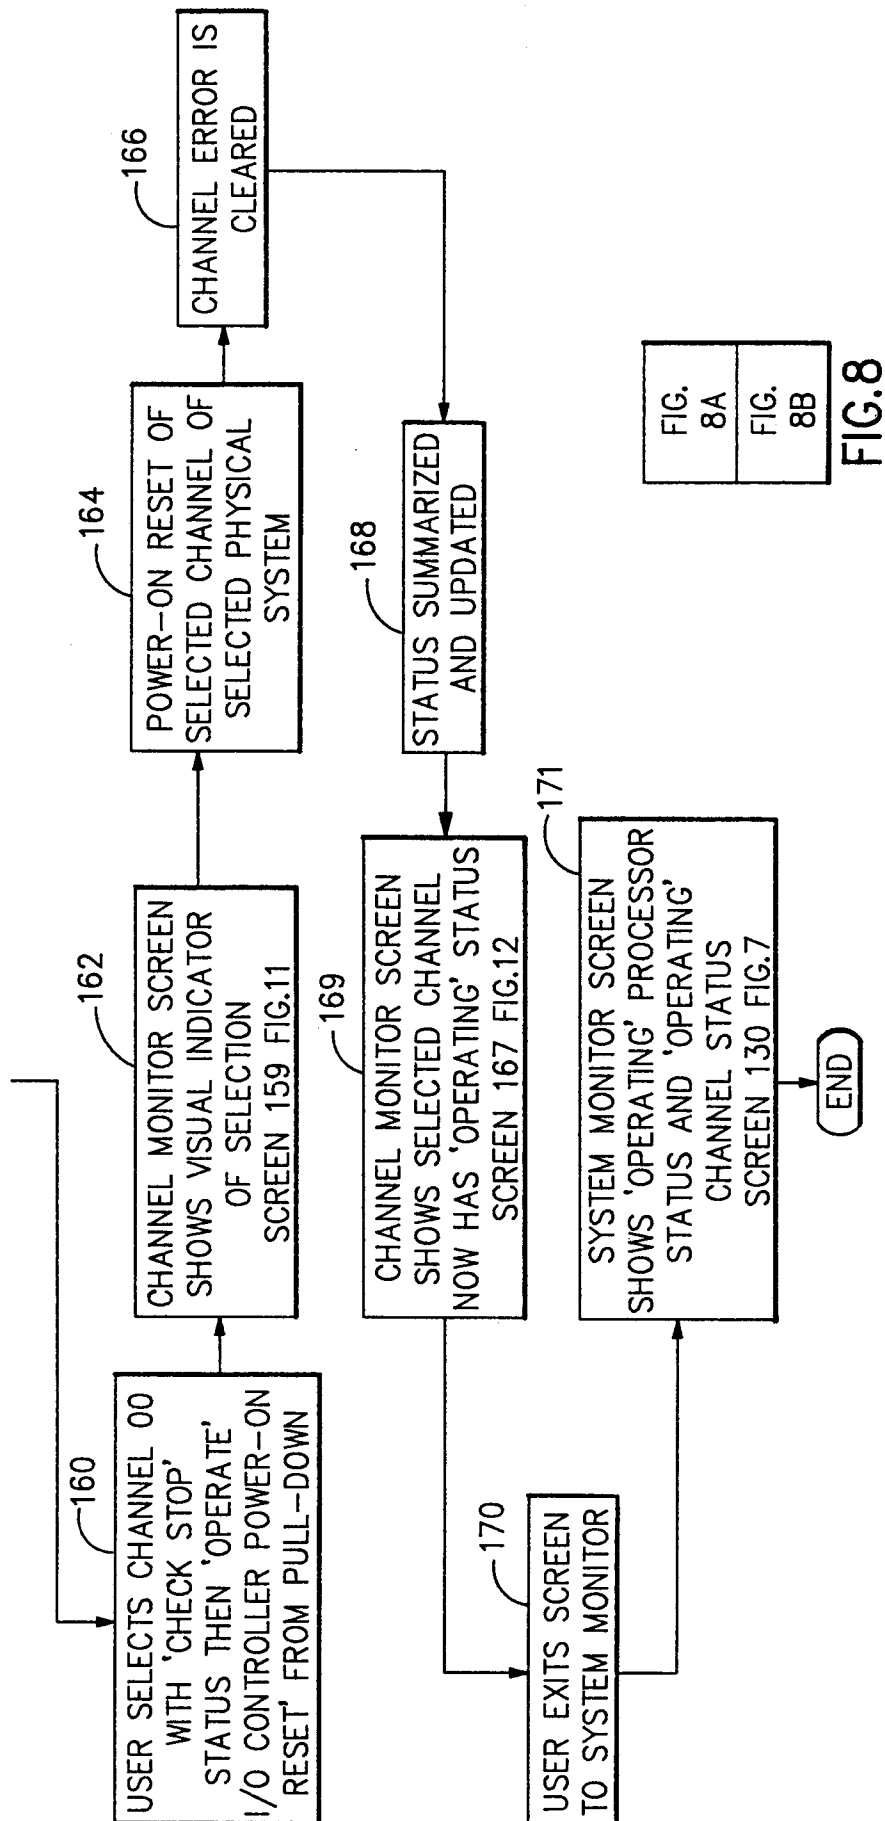 160
USER SELECTS CHANNEL 00
WITH 'CHECK STOP'
STATUS THEN 'OPERATE'
I/O CONTROLLER POWER-ON
RESET' FROM PULL-DOWN
162
CHANNEL MONITOR SCREEN
SHOWS VISUAL INDICATOR
OF SELECTION
SCREEN 159 FIG.11
164
POWER-ON RESET OF
SELECTED CHANNEL OF
SELECTED PHYSICAL
SYSTEM
166
CHANNEL ERROR IS
CLEARED
168
STATUS SUMMARIZED
AND UPDATED
169
CHANNEL MONITOR SCREEN
SHOWS SELECTED CHANNEL
NOW HAS 'OPERATING' STATUS
SCREEN 167 FIG.12
170
USER EXITS SCREEN
TO SYSTEM MONITOR
171
SYSTEM MONITOR SCREEN
SHOWS 'OPERATING' PROCESSOR
STATUS AND 'OPERATING'
CHANNEL STATUS
SCREEN 130 FIG.7
END
FIG.
8A
FIG.
8B
FIG.8